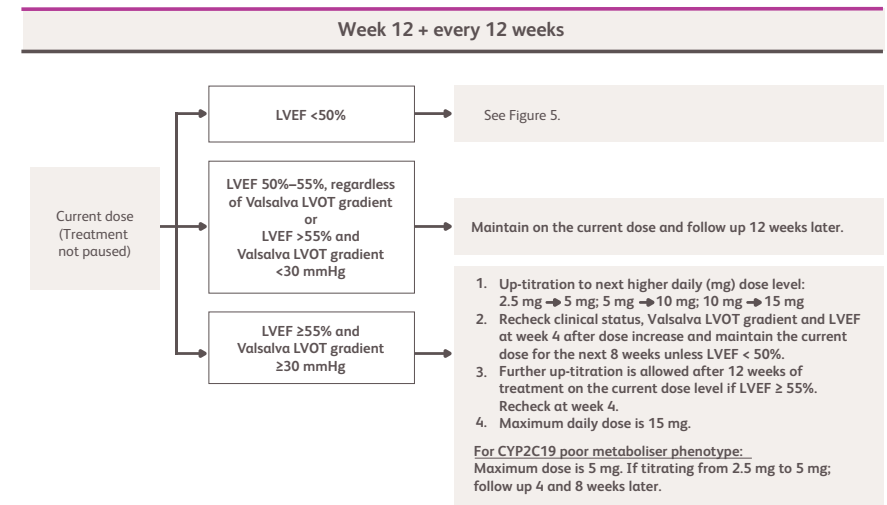 Week 12 + every 12 weeks
LVEF <50%
See Figure 5.
Current dose
(Treatment
not paused)
LVEF 50%–55%, regardless
of Valsalva LVOT gradient
or
LVEF >55% and
Valsalva LVOT gradient
<30 mmHg
Maintain on the current dose and follow up 12 weeks later.
LVEF ≥55% and
Valsalva LVOT gradient
≥30 mmHg
1. Up-titration to next higher daily (mg) dose level:
2.5 mg → 5 mg; 5 mg → 10 mg; 10 mg → 15 mg
2. Recheck clinical status, Valsalva LVOT gradient and LVEF
at week 4 after dose increase and maintain the current
dose for the next 8 weeks unless LVEF < 50%.
3. Further up-titration is allowed after 12 weeks of
treatment on the current dose level if LVEF ≥ 55%.
Recheck at week 4.
4. Maximum daily dose is 15 mg.
For CYP2C19 poor metaboliser phenotype:
Maximum dose is 5 mg. If titrating from 2.5 mg to 5 mg;
follow up 4 and 8 weeks later.